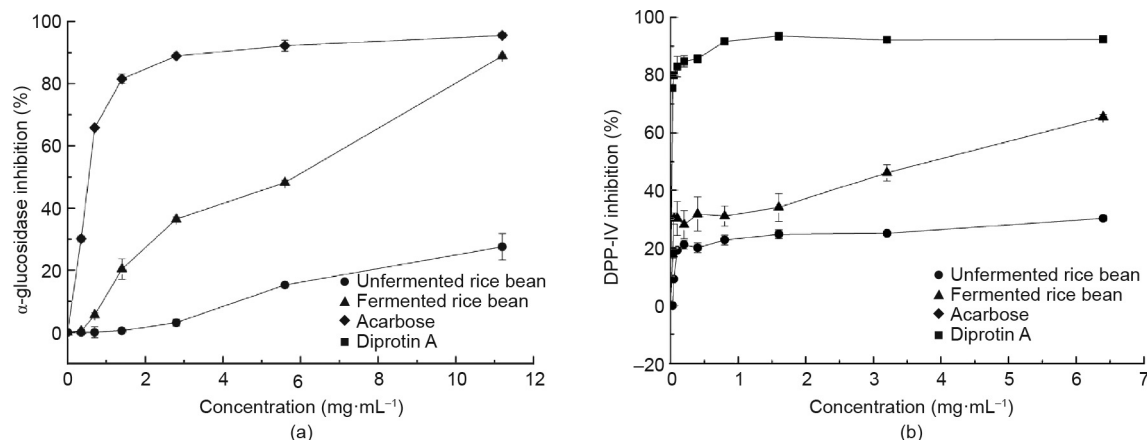 100
80
60
40
20
0
α-glucosidase inhibition (%)
0 2 4 6 8 10 12
Concentration (mg·mL⁻¹)
Unfermented rice bean
Fermented rice bean
Acarbose
Diprotin A
(a)
100
80
60
40
20
0
–20
DPP-IV inhibition (%)
0 1 2 3 4 5 6 7
Concentration (mg·mL⁻¹)
Unfermented rice bean
Fermented rice bean
Acarbose
Diprotin A
(b)